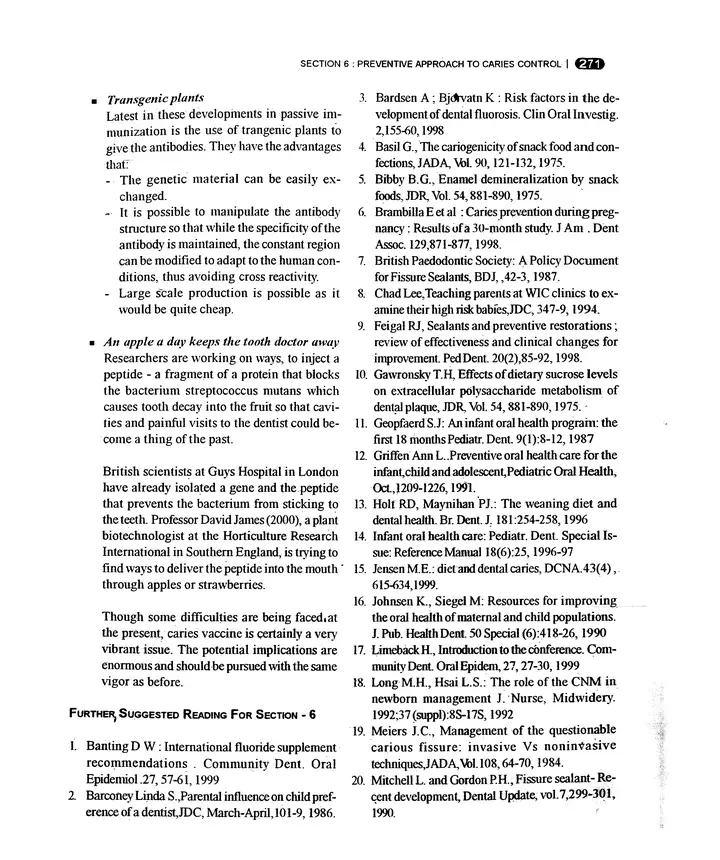 SECTION 6 : PREVENTIVE APPROACH TO CARIES CONTROL | 271
▪ Transgenic plants
Latest in these developments in passive im-
munization is the use of trangenic plants to
give the antibodies. They have the advantages
that:
- The genetic material can be easily ex-
changed.
- It is possible to manipulate the antibody
structure so that while the specificity of the
antibody is maintained, the constant region
can be modified to adapt to the human con-
ditions, thus avoiding cross reactivity.
- Large scale production is possible as it
would be quite cheap.
▪ An apple a day keeps the tooth doctor away
Researchers are working on ways, to inject a
peptide - a fragment of a protein that blocks
the bacterium streptococcus mutans which
causes tooth decay into the fruit so that cavi-
ties and painful visits to the dentist could be-
come a thing of the past.
British scientists at Guys Hospital in London
have already isolated a gene and the peptide
that prevents the bacterium from sticking to
the teeth. Professor David James (2000), a plant
biotechnologist at the Horticulture Research
International in Southern England, is trying to
find ways to deliver the peptide into the mouth
through apples or strawberries.
Though some difficulties are being faced at
the present, caries vaccine is certainly a very
vibrant issue. The potential implications are
enormous and should be pursued with the same
vigor as before.
FURTHER SUGGESTED READING FOR SECTION - 6
1. Banting D W : International fluoride supplement
recommendations . Community Dent. Oral
Epidemiol .27, 57-61, 1999
2. Barconey Linda S.,Parental influence on child pref-
erence of a dentist,JDC, March-April,101-9, 1986.
3. Bardsen A ; Bjorvatn K : Risk factors in the de-
velopment of dental fluorosis. Clin Oral Investig.
2,155-60, 1998
4. Basil G., The cariogenicity of snack food and con-
fections, JADA, Vol. 90, 121-132, 1975.
5. Bibby B.G., Enamel demineralization by snack
foods, JDR, Vol. 54, 881-890, 1975.
6. Brambilla E et al : Caries prevention during preg-
nancy : Results of a 30-month study. J Am . Dent
Assoc. 129,871-877, 1998.
7. British Paedodontic Society: A Policy Document
for Fissure Sealants, BDJ, ,42-3, 1987.
8. Chad Lee,Teaching parents at WIC clinics to ex-
amine their high risk babies,JDC, 347-9, 1994.
9. Feigal RJ, Sealants and preventive restorations ;
review of effectiveness and clinical changes for
improvement. Ped Dent. 20(2),85-92, 1998.
10. Gawronsky T.H, Effects of dietary sucrose levels
on extracellular polysaccharide metabolism of
dental plaque, JDR, Vol. 54, 881-890, 1975.
11. Geopfaerd S.J: An infant oral health program: the
first 18 months Pediatr. Dent. 9(1):8-12, 1987
12. Griffen Ann L..Preventive oral health care for the
infant,child and adolescent,Pediatric Oral Health,
Oct.,1209-1226, 1991.
13. Holt RD, Maynihan PJ.: The weaning diet and
dental health. Br. Dent. J. 181:254-258, 1996
14. Infant oral health care: Pediatr. Dent. Special Is-
sue: Reference Manual 18(6):25, 1996-97
15. Jensen M.E.: diet and dental caries, DCNA.43(4) ,
615-634,1999.
16. Johnsen K., Siegel M: Resources for improving
the oral health of maternal and child populations.
J. Pub. Health Dent. 50 Special (6):418-26, 1990
17. Limeback H., Introduction to the conference. Com-
munity Dent. Oral Epidem, 27, 27-30, 1999
18. Long M.H., Hsai L.S.: The role of the CNM in
newborn management J. Nurse, Midwidery.
1992;37 (suppl):8S-17S, 1992
19. Meiers J.C., Management of the questionable
carious fissure: invasive Vs noninvasive
techniques,JADA,Vol.108, 64-70, 1984.
20. Mitchell L. and Gordon P.H., Fissure sealant- Re-
cent development, Dental Update, vol.7,299-301,
1990.